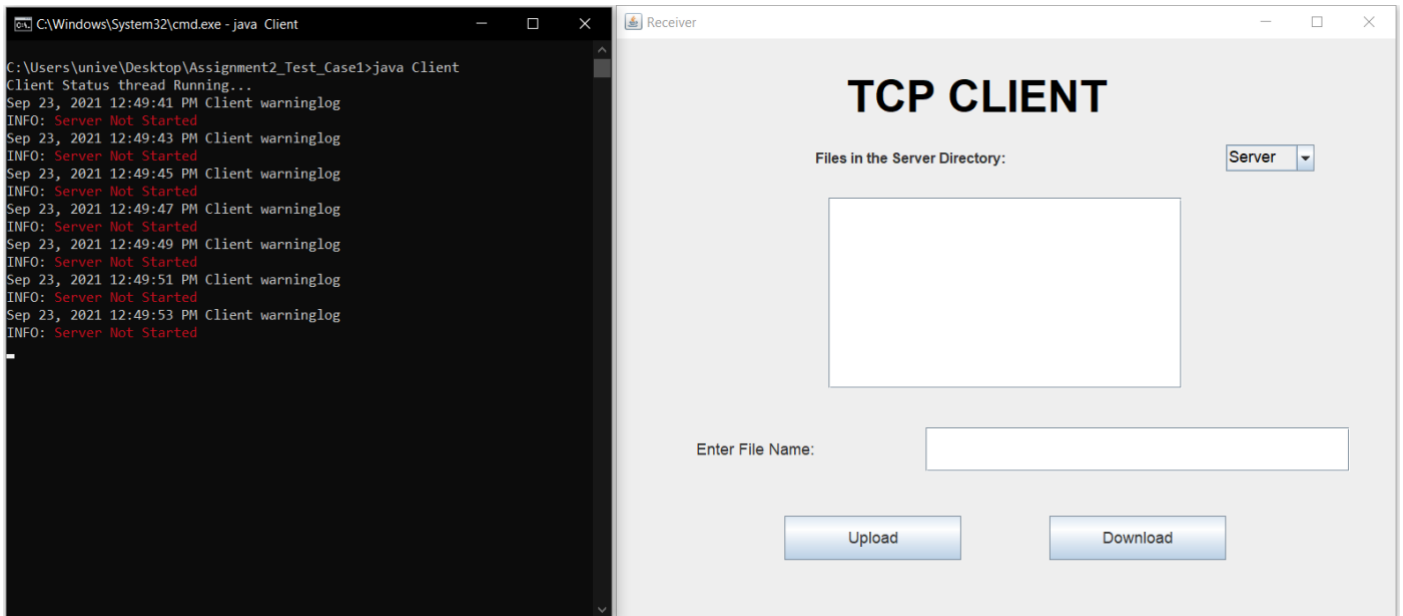 C:\Windows\System32\cmd.exe - java  Client
C:\Users\unive\Desktop\Assignment2_Test_Case1>java Client
Client Status thread Running...
Sep 23, 2021 12:49:41 PM Client warninglog
INFO: Server Not Started
Sep 23, 2021 12:49:43 PM Client warninglog
INFO: Server Not Started
Sep 23, 2021 12:49:45 PM Client warninglog
INFO: Server Not Started
Sep 23, 2021 12:49:47 PM Client warninglog
INFO: Server Not Started
Sep 23, 2021 12:49:49 PM Client warninglog
INFO: Server Not Started
Sep 23, 2021 12:49:51 PM Client warninglog
INFO: Server Not Started
Sep 23, 2021 12:49:53 PM Client warninglog
INFO: Server Not Started
Receiver
TCP CLIENT
Files in the Server Directory:
Server
Enter File Name:
Upload
Download